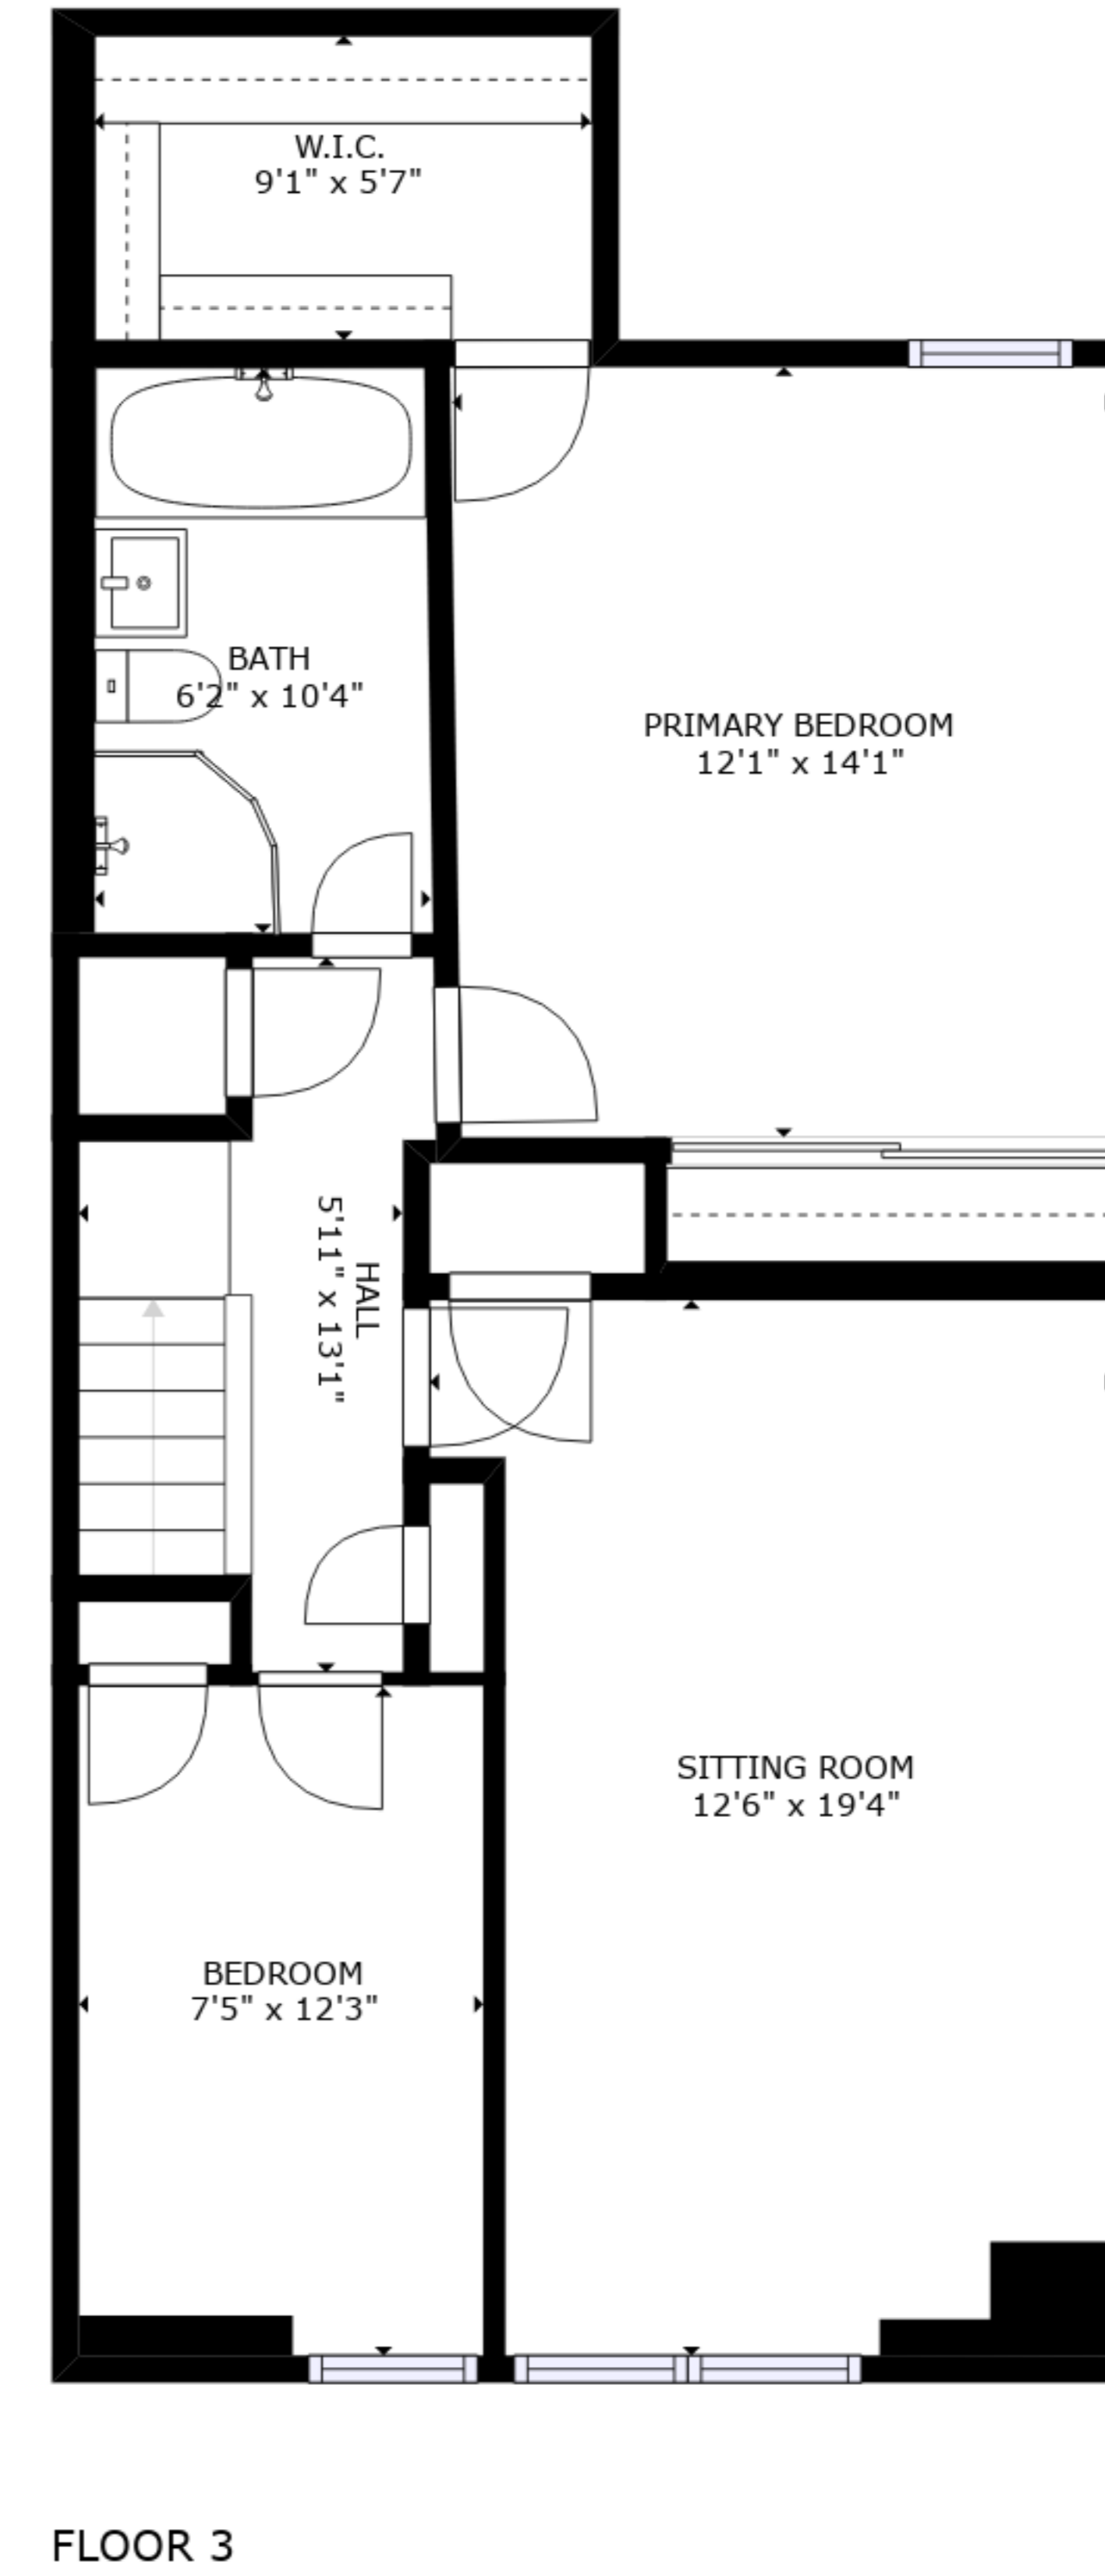 W.I.C.
9'1" x 5'7"
BATH
6'2" x 10'4"
PRIMARY BEDROOM
12'1" x 14'1"
HALL
5'11" x 13'1"
SITTING ROOM
12'6" x 19'4"
BEDROOM
7'5" x 12'3"
FLOOR 3